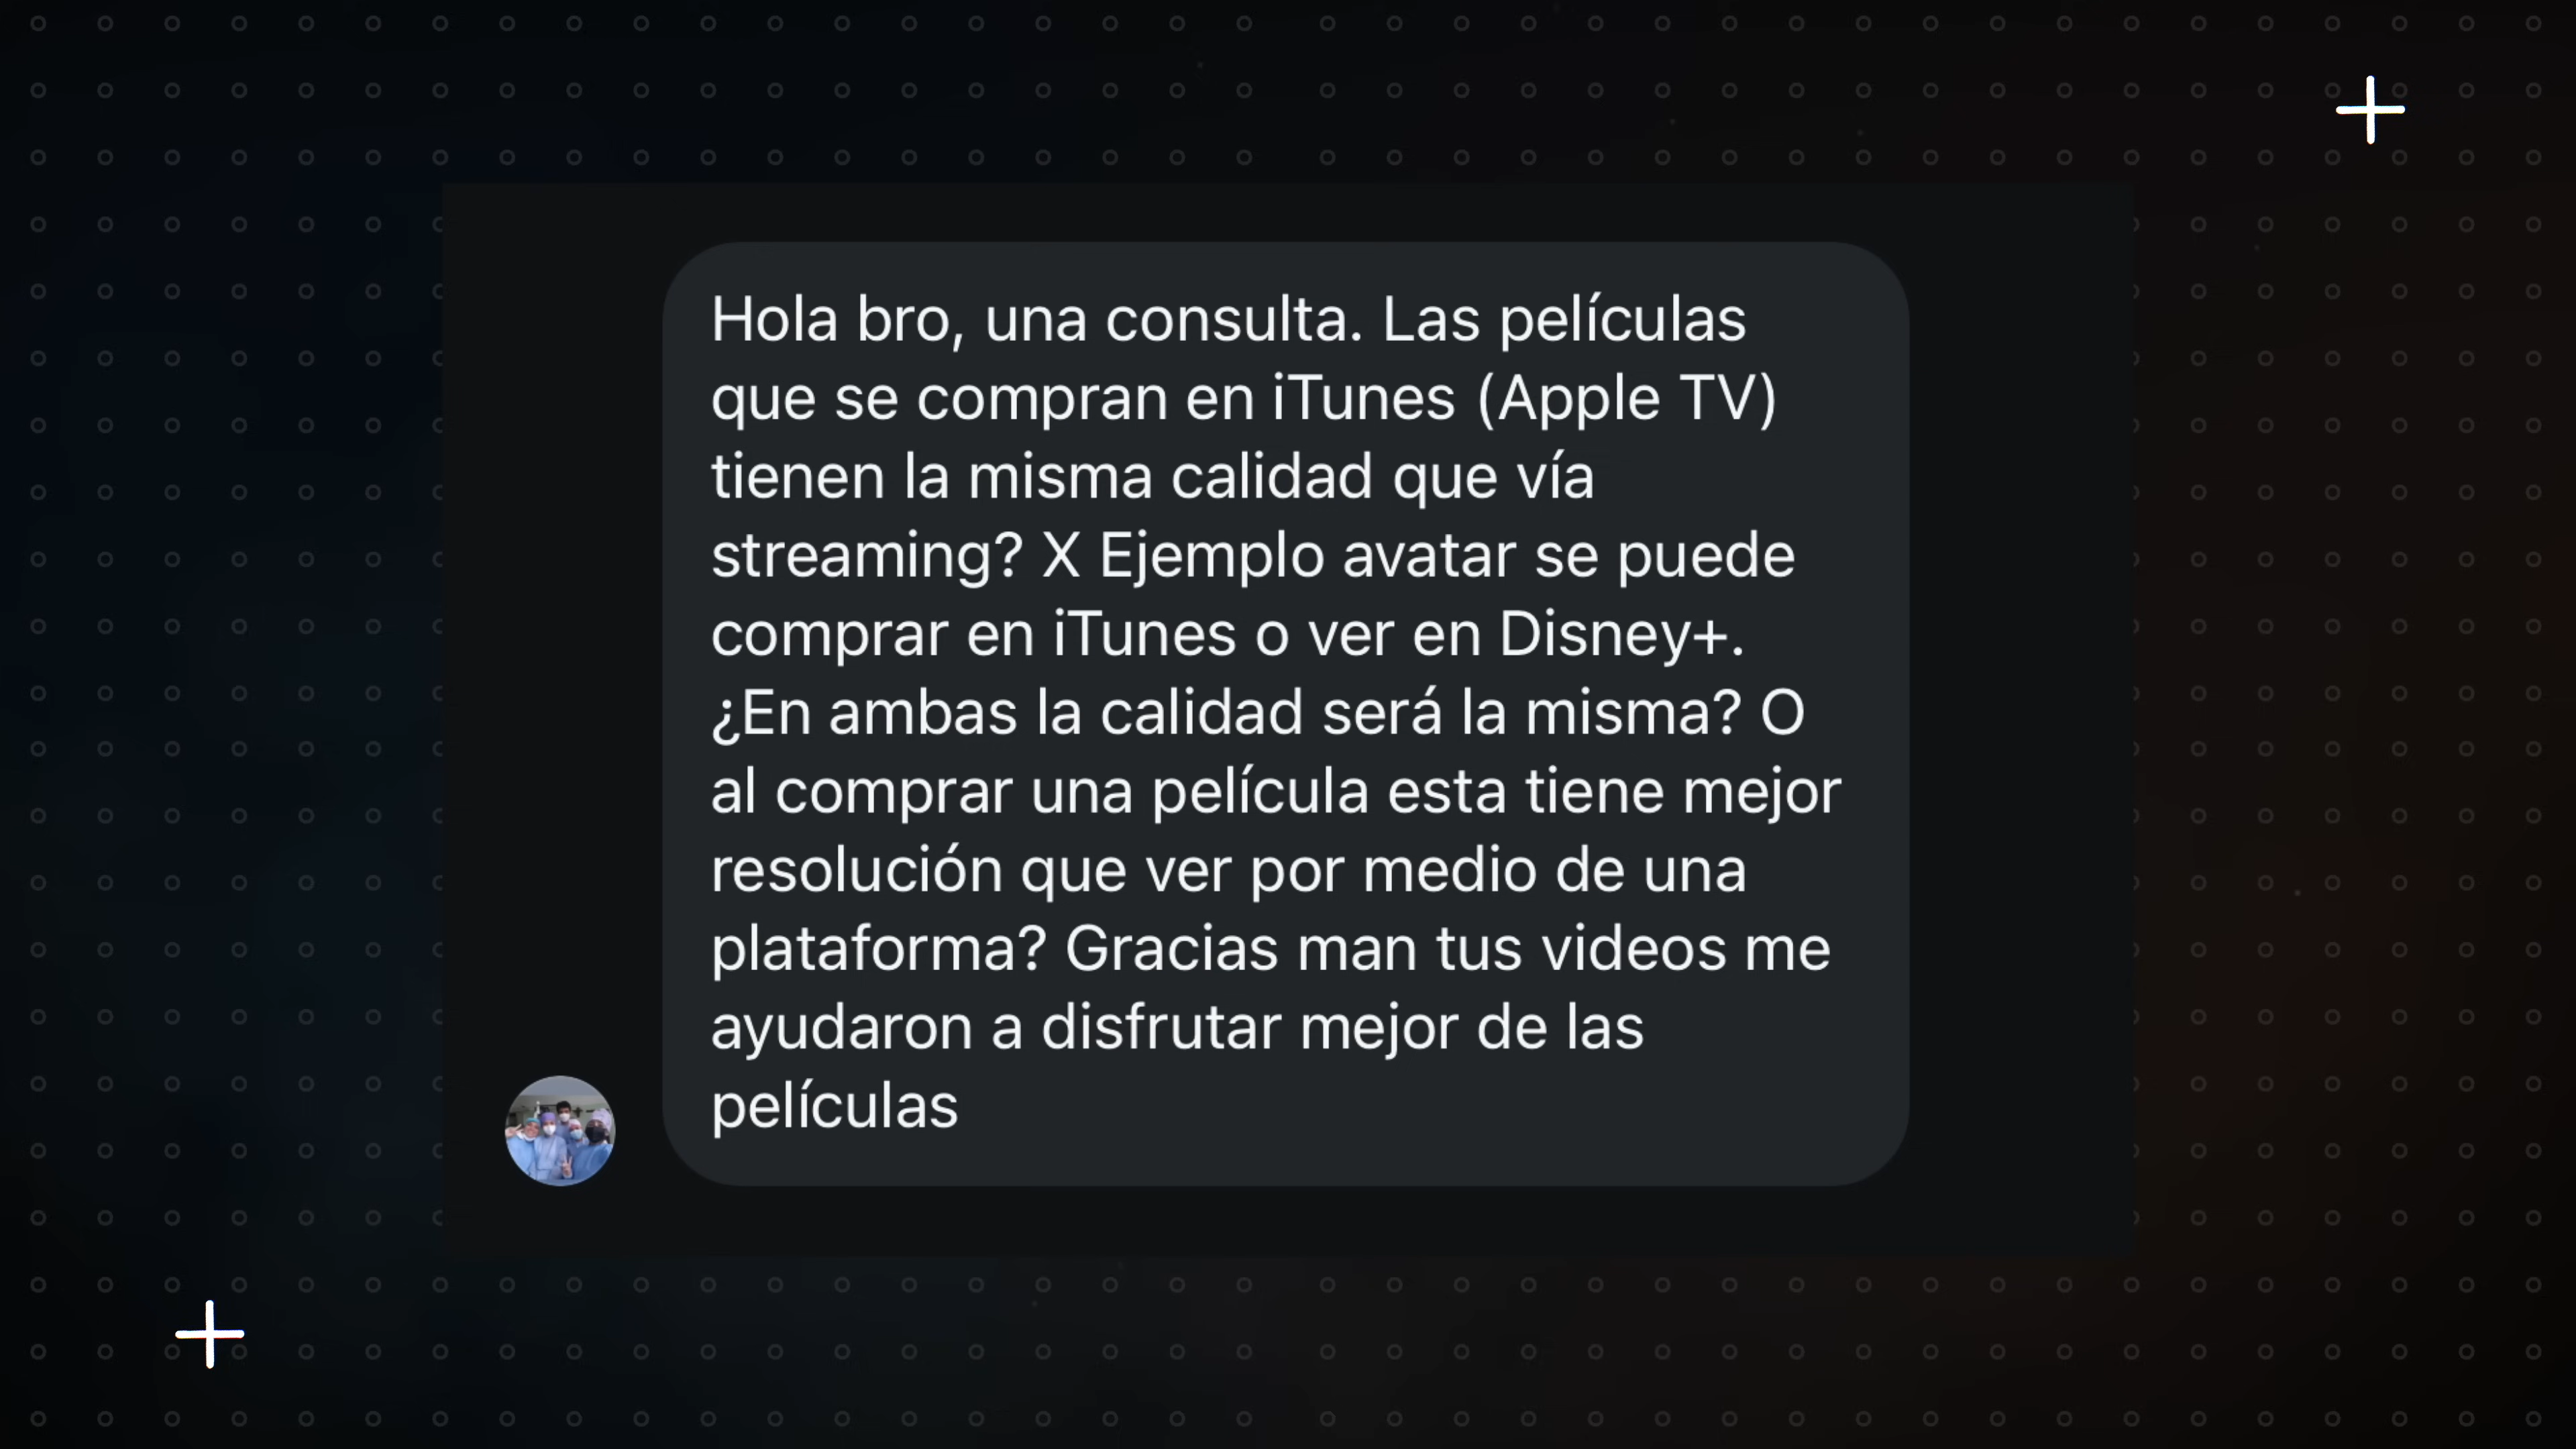 Hola bro, una consulta. Las películas
que se compran en iTunes (Apple TV)
tienen la misma calidad que vía
streaming? X Ejemplo avatar se puede
comprar en iTunes o ver en Disney+.
¿En ambas la calidad será la misma? O
al comprar una película esta tiene mejor
resolución que ver por medio de una
plataforma? Gracias man tus videos me
ayudaron a disfrutar mejor de las
películas